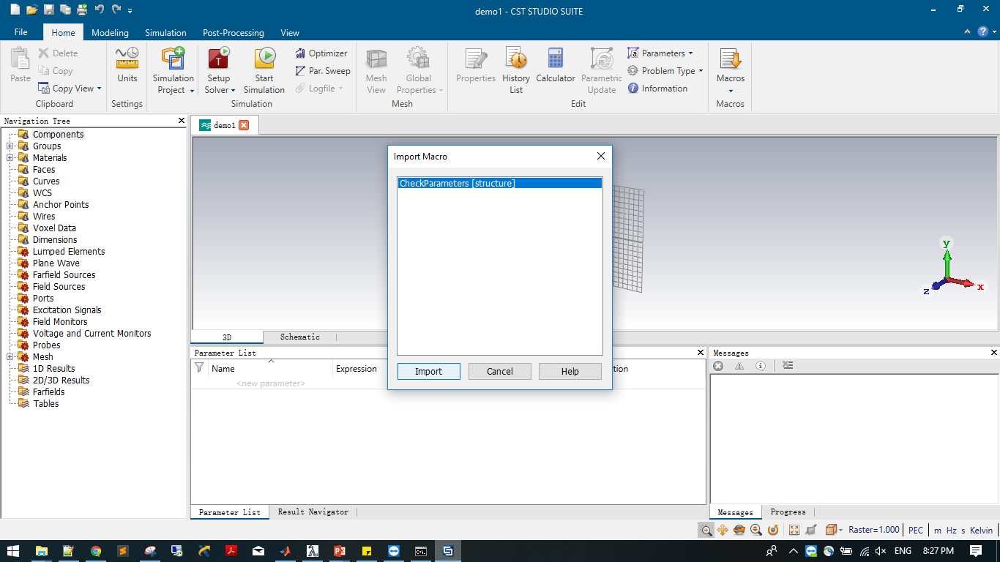 demo1 - CST STUDIO SUITE
File Home Modeling Simulation Post-Processing View
Paste
Delete
Copy
Copy View
Clipboard
Units
Settings
Simulation
Project
Setup
Solver
Start
Simulation
Optimizer
Par. Sweep
Logfile
Simulation
Mesh
View
Global
Properties
Mesh
Properties
History
List
Calculator
Parametric
Update
Parameters
Problem Type
Information
Edit
Macros
Macros
Navigation Tree
Components
Groups
Materials
Faces
Curves
WCS
Anchor Points
Wires
Voxel Data
Dimensions
Lumped Elements
Plane Wave
Farfield Sources
Field Sources
Ports
Excitation Signals
Field Monitors
Voltage and Current Monitors
Probes
Mesh
1D Results
2D/3D Results
Farfields
Tables
demo1
Import Macro
CheckParameters [structure]
Import Cancel Help
y
x
z
3D Schematic
Parameter List
Name Expression tion
<new parameter>
Parameter List Result Navigator
Messages
Messages Progress
Raster=1.000 PEC m Hz s Kelvin
ENG 8:27 PM